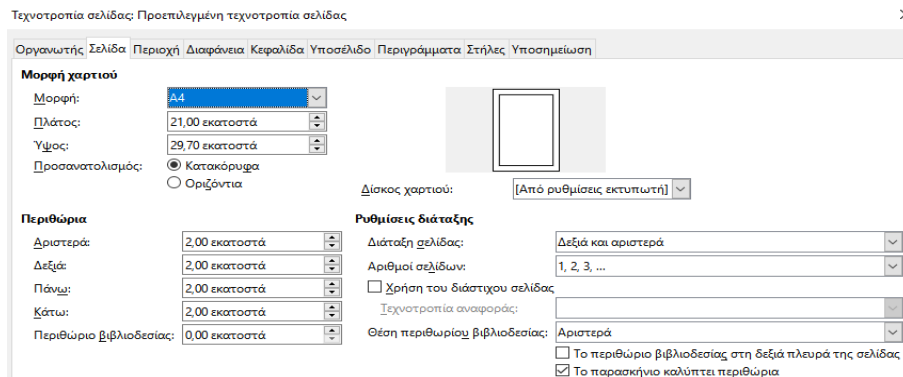 Τεχνοτροπία σελίδας: Προεπιλεγμένη τεχνοτροπία σελίδας
Οργανωτής Σελίδα Περιοχή Διαφάνεια Κεφαλίδα Υποσέλιδο Περιγράμματα Στήλες Υποσημείωση
Μορφή χαρτιού
Μορφή: A4
Πλάτος: 21,00 εκατοστά
Ύψος: 29,70 εκατοστά
Προσανατολισμός: Κατακόρυφα
Οριζόντια
Δίσκος χαρτιού: [Από ρυθμίσεις εκτυπωτή]
Περιθώρια
Αριστερά: 2,00 εκατοστά
Δεξιά: 2,00 εκατοστά
Πάνω: 2,00 εκατοστά
Κάτω: 2,00 εκατοστά
Περιθώριο βιβλιοδεσίας: 0,00 εκατοστά
Ρυθμίσεις διάταξης
Διάταξη σελίδας: Δεξιά και αριστερά
Αριθμοί σελίδων: 1, 2, 3, ...
Χρήση του διάστιχου σελίδας
Τεχνοτροπία αναφοράς:
Θέση περιθωρίου βιβλιοδεσίας: Αριστερά
Το περιθώριο βιβλιοδεσίας στη δεξιά πλευρά της σελίδας
Το παρασκήνιο καλύπτει περιθώρια